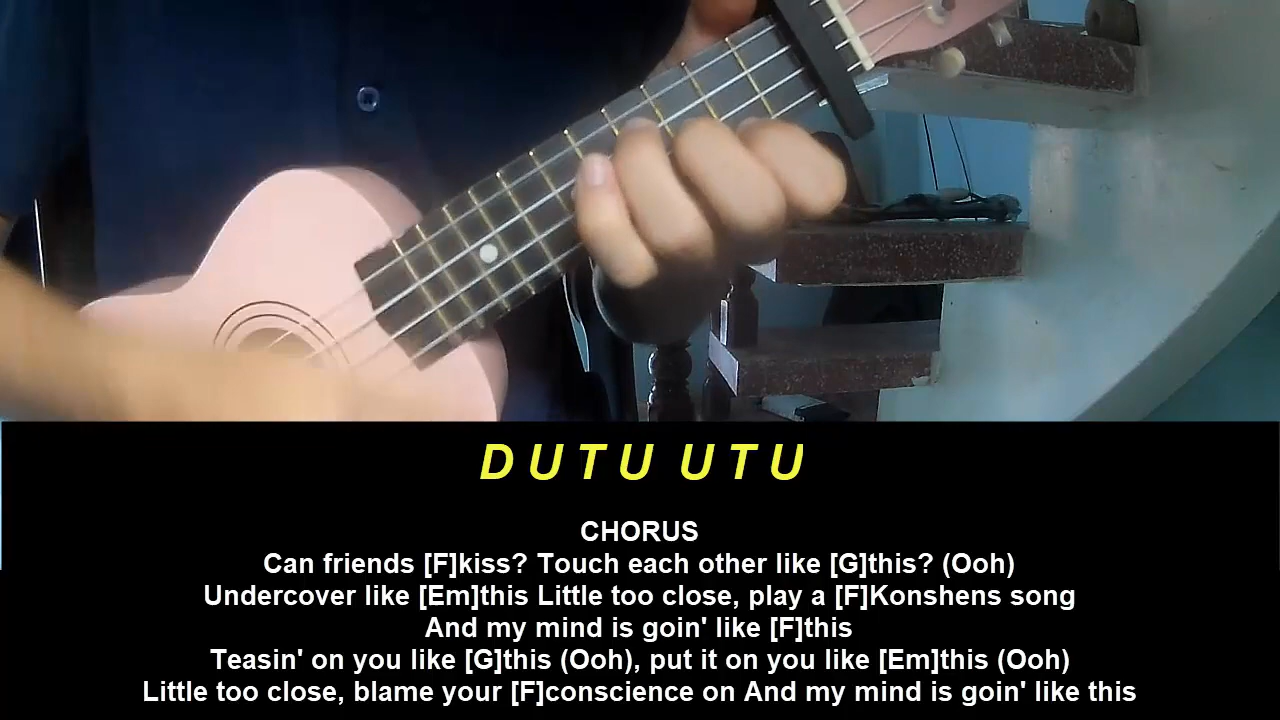 D U T U U T U
CHORUS
Can friends [F]kiss? Touch each other like [G]this? (Ooh)
Undercover like [Em]this Little too close, play a [F]Konshens song
And my mind is goin' like [F]this
Teasin' on you like [G]this (Ooh), put it on you like [Em]this (Ooh)
Little too close, blame your [F]conscience on And my mind is goin' like this